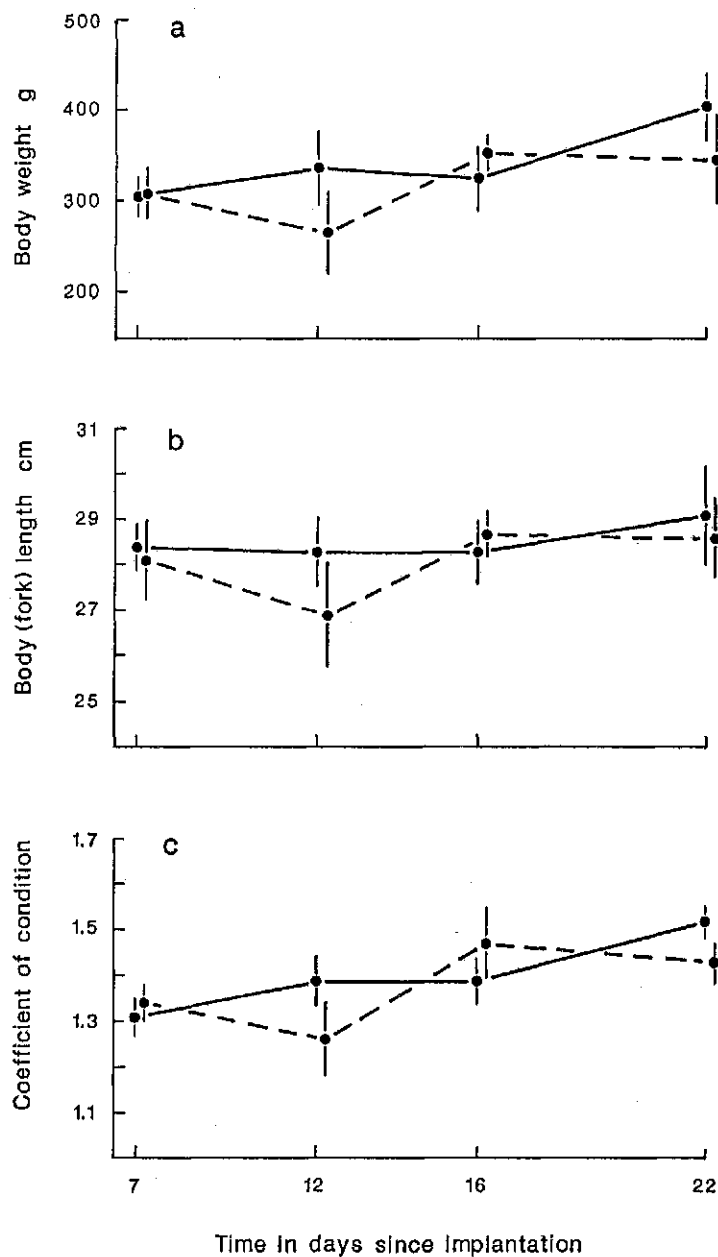 a
Body weight g
500
400
300
200
b
Body (fork) length cm
31
29
27
25
c
Coefficient of condition
1.7
1.5
1.3
1.1
7 12 16 22
Time in days since implantation